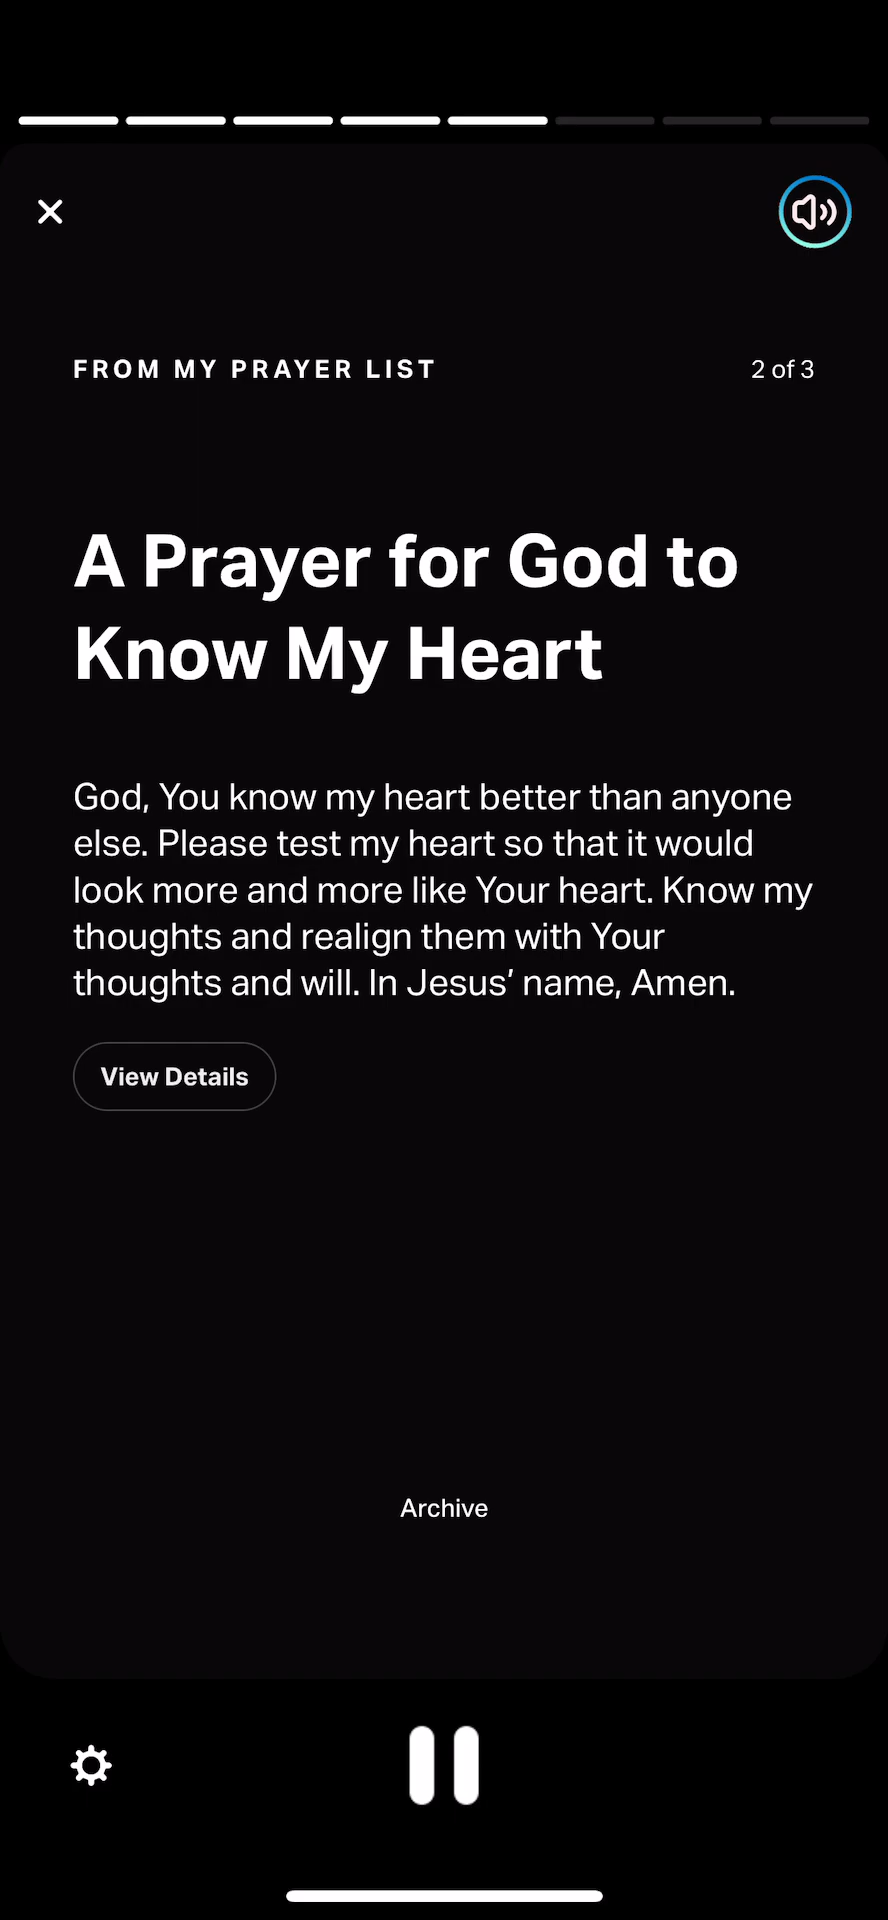 FROM MY PRAYER LIST
2 of 3
A Prayer for God to
Know My Heart
God, You know my heart better than anyone
else. Please test my heart so that it would
look more and more like Your heart. Know my
thoughts and realign them with Your
thoughts and will. In Jesus’ name, Amen.
View Details
Archive